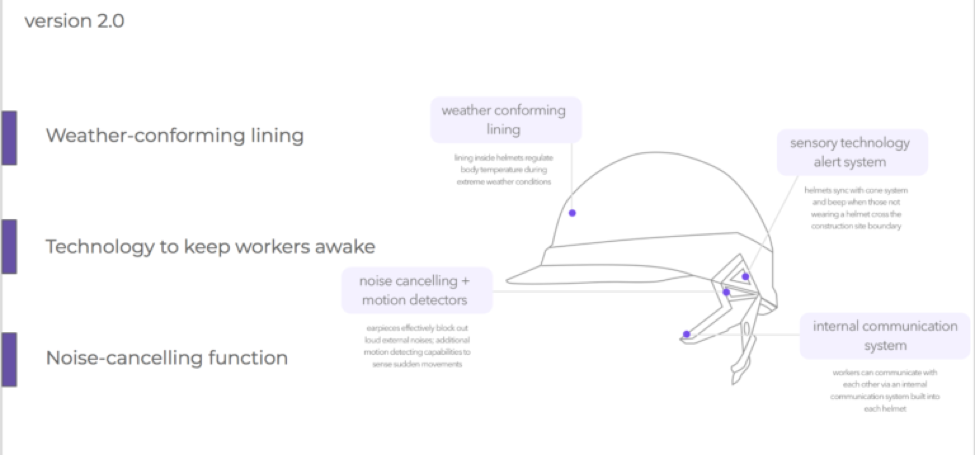 version 2.0
Weather-conforming lining
Technology to keep workers awake
Noise-cancelling function
weather conforming
lining
lining inside helmets regulate
body temperature during
extreme weather conditions
sensory technology
alert system
helmets sync with cone system
and beep when those not
wearing a helmet cross the
construction site boundary
noise cancelling +
motion detectors
earpieces effectively block out
loud external noises; additional
motion detecting capabilities to
sense sudden movements
internal communication
system
workers can communicate with
each other via an internal
communication system built into
each helmet